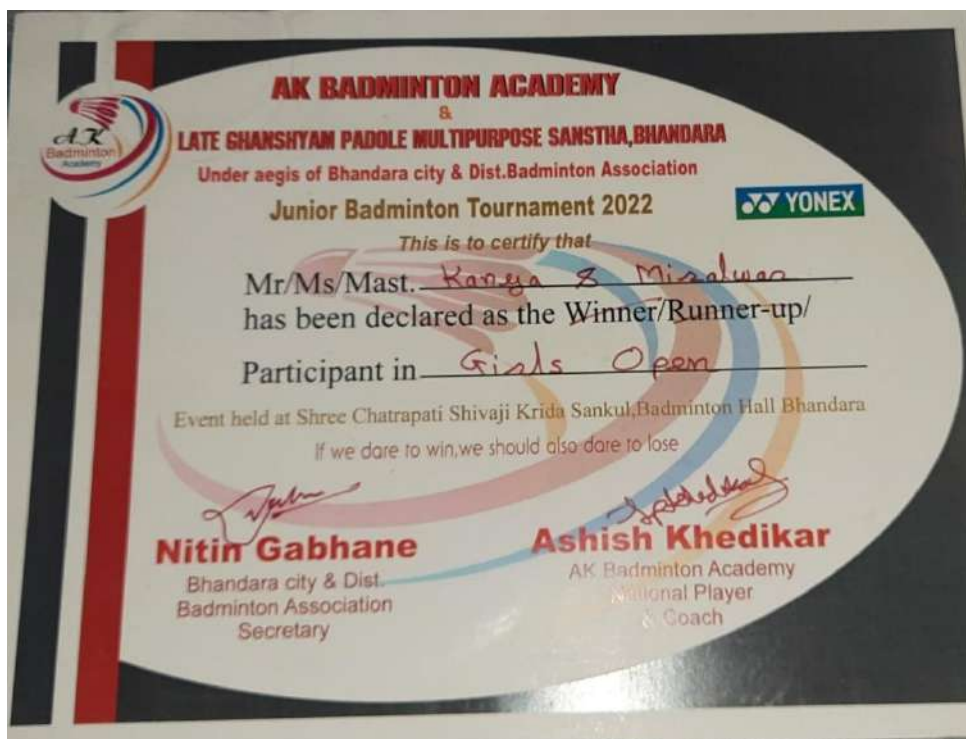 AK BADMINTON ACADEMY
&
LATE GHANSHYAM PADOLE MULTIPURPOSE SANSTHA,BHANDARA
Under aegis of Bhandara city & Dist.Badminton Association
A.K
Badminton
Academy
Junior Badminton Tournament 2022
YONEX
This is to certify that
Mr/Ms/Mast. Kanya S
has been declared as the Winner/Runner-up/
Participant in Girls Open
Event held at Shree Chatrapati Shivaji Krida Sankul,Badminton Hall Bhandara
If we dare to win,we should also dare to lose
Nitin Gabhane
Bhandara city & Dist.
Badminton Association
Secretary
Ashish Khedikar
AK Badminton Academy
National Player
& Coach